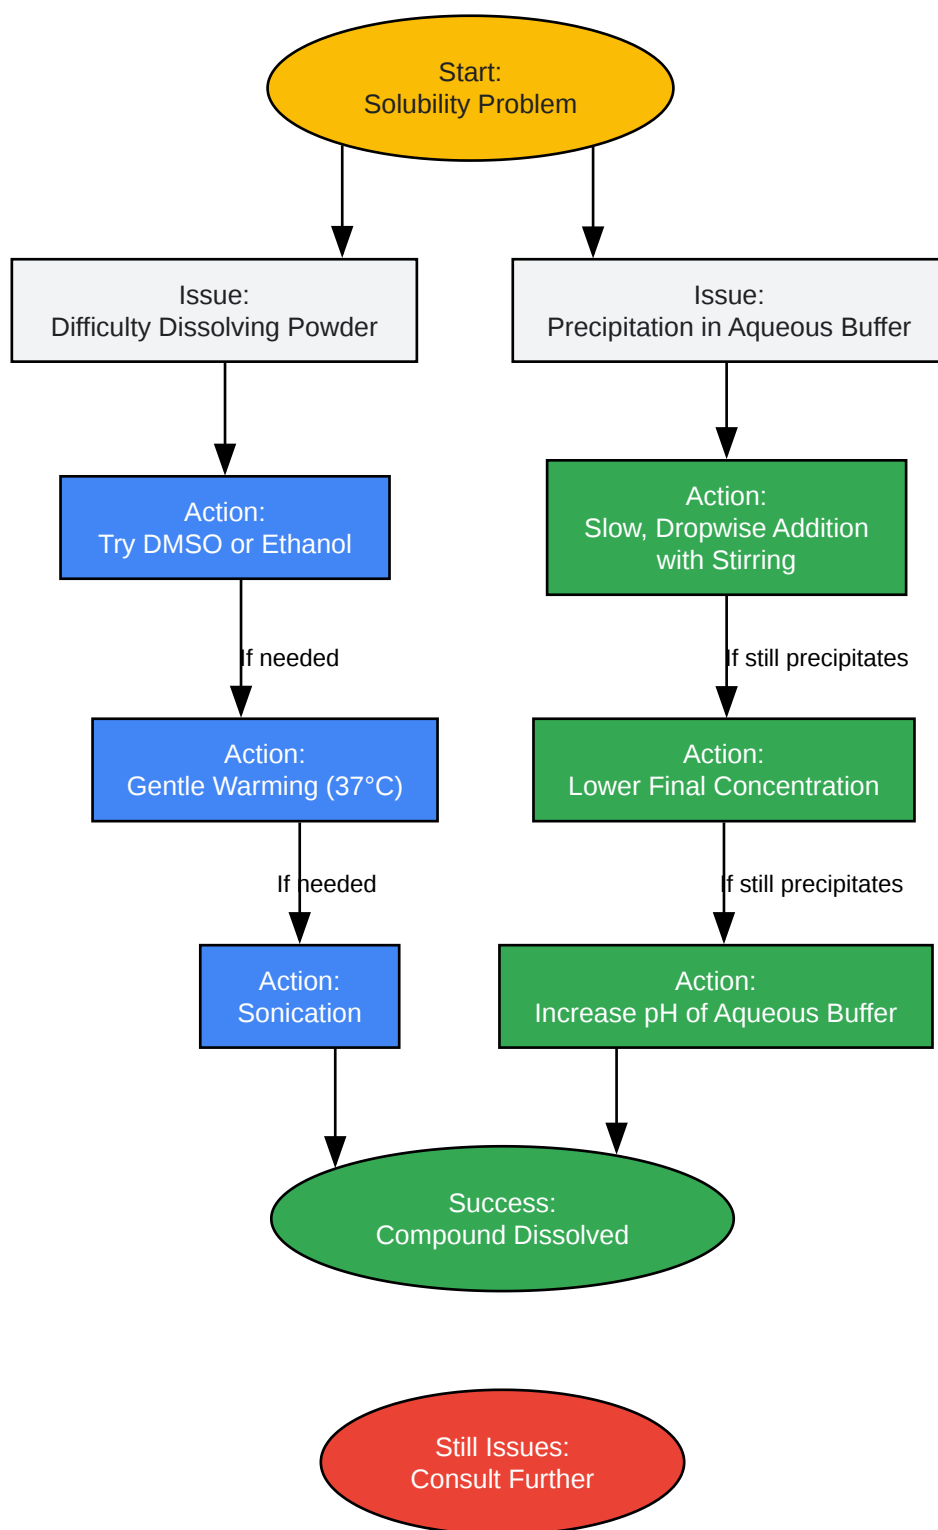 Start:
Solubility Problem
Issue:
Difficulty Dissolving Powder
Issue:
Precipitation in Aqueous Buffer
Action:
Try DMSO or Ethanol
Action:
Slow, Dropwise Addition
with Stirring
If needed
If still precipitates
Action:
Gentle Warming (37°C)
Action:
Lower Final Concentration
If needed
If still precipitates
Action:
Sonication
Action:
Increase pH of Aqueous Buffer
Success:
Compound Dissolved
Still Issues:
Consult Further